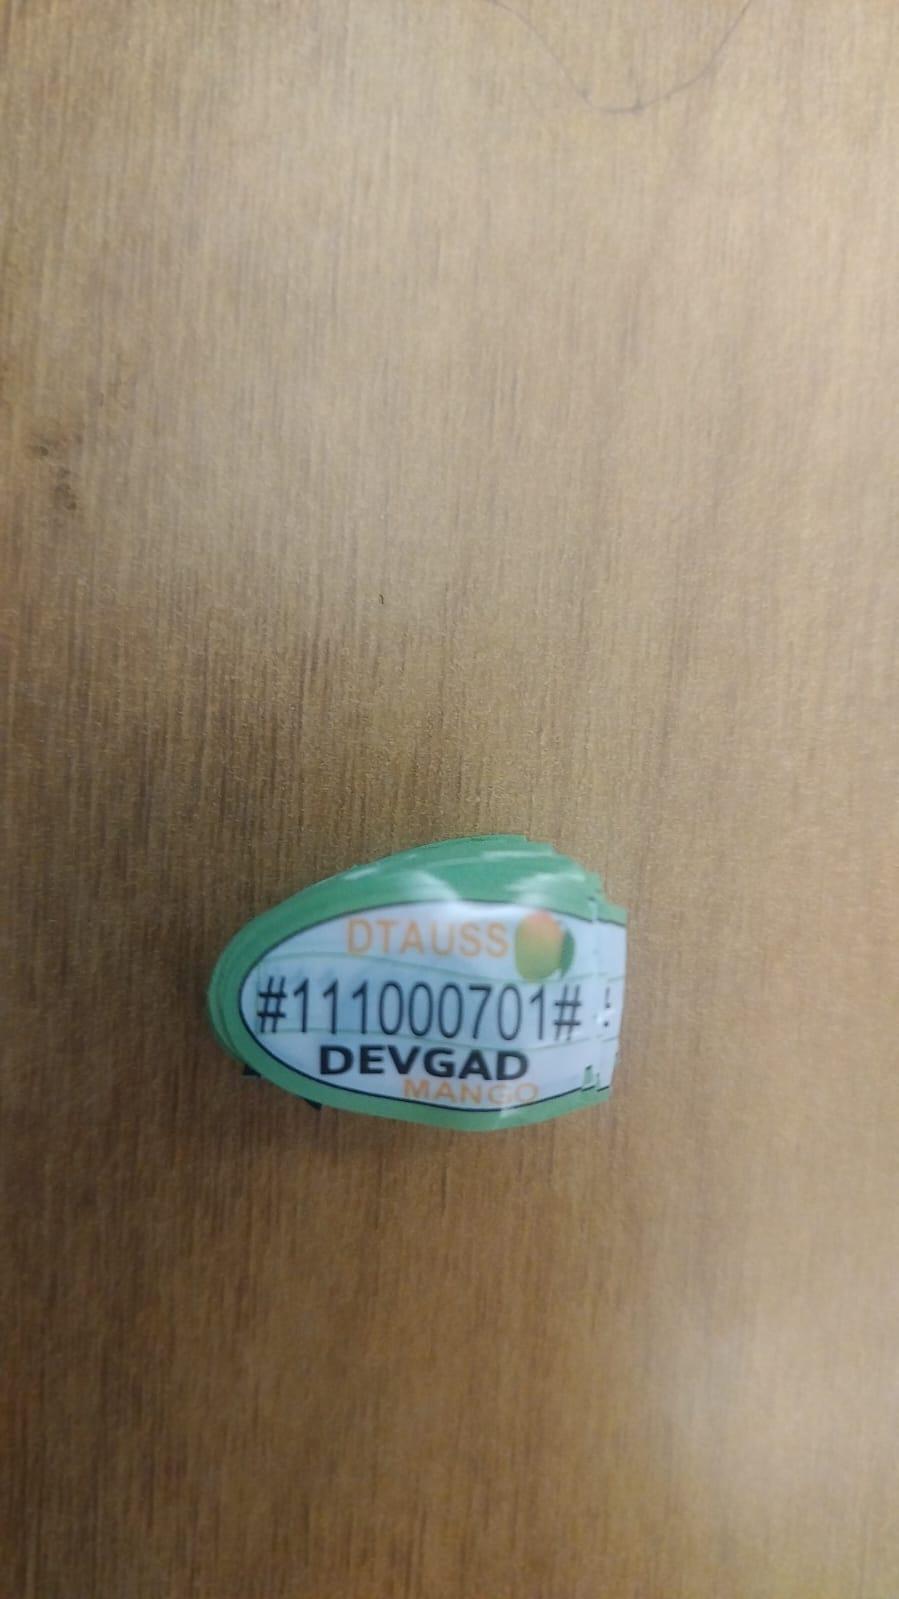 DTAUSS
#111000701#
DEVGAD
MANGO